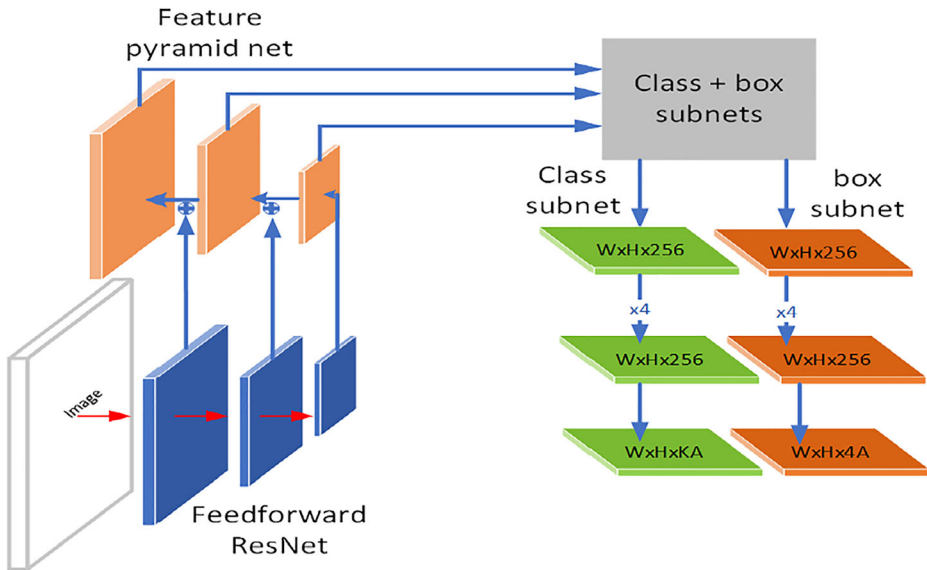 Feature
pyramid net
Class + box
subnets
Class
subnet
box
subnet
WxHx256
WxHx256
x4
x4
WxHx256
WxHx256
WxHxKA
WxHx4A
Image
Feedforward
ResNet